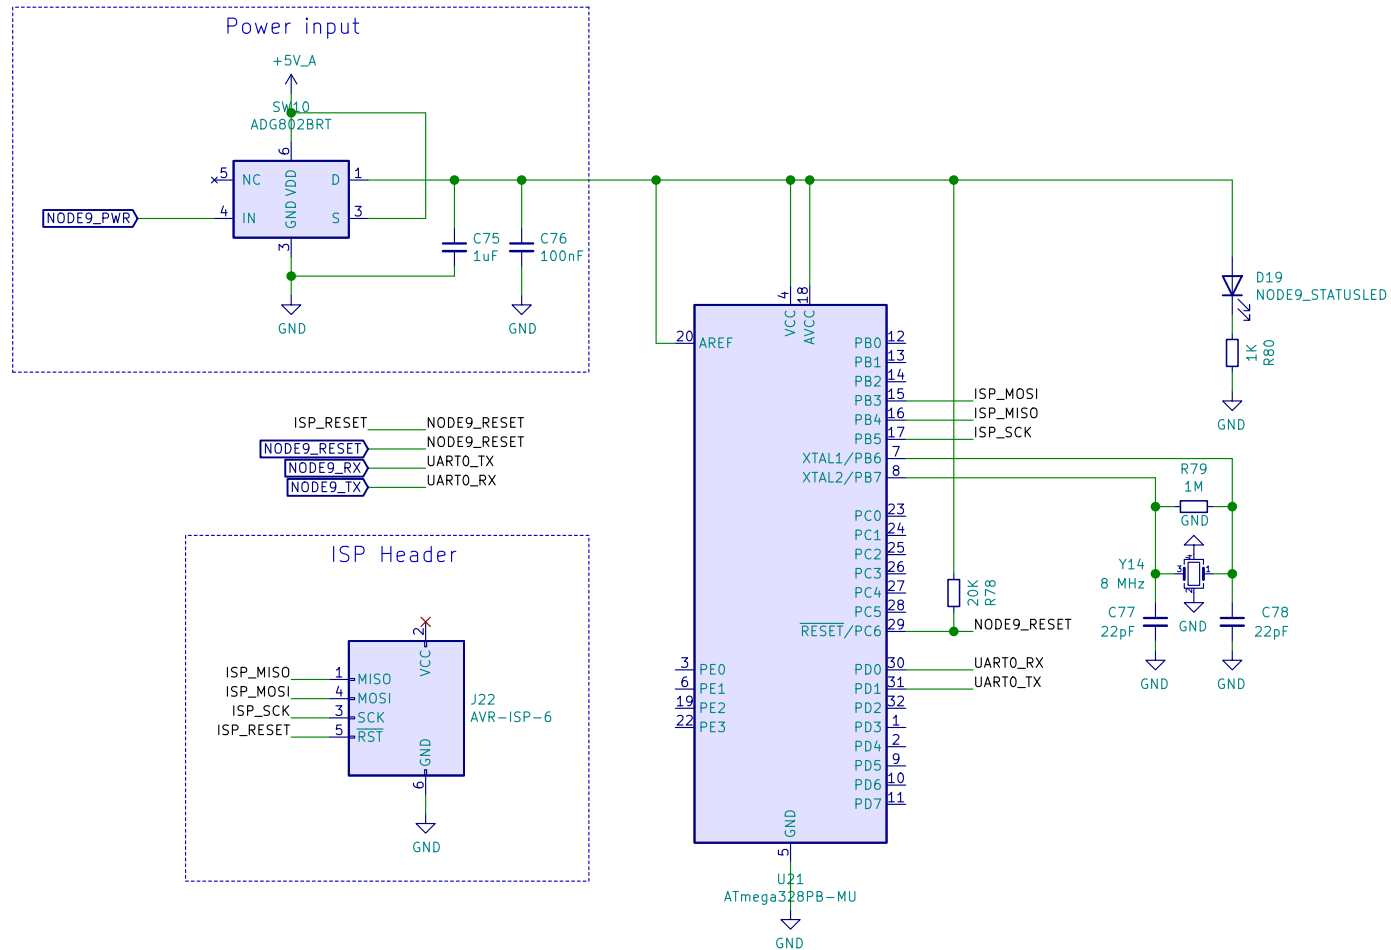 Power input
+5V_A
SW10
ADG802BRT
6
5
NC
VDD
D
1
NODE9_PWR
4
IN
GND
S
3
3
C75
1uF
C76
100nF
GND
GND
ISP_RESET
NODE9_RESET
NODE9_RESET
NODE9_RESET
NODE9_RX
UART0_TX
NODE9_TX
UART0_RX
ISP Header
2
VCC
ISP_MISO
1
MISO
ISP_MOSI
4
MOSI
ISP_SCK
3
SCK
ISP_RESET
5
RST
J22
AVR-ISP-6
GND
6
GND
4
18
VCC
AVCC
20
AREF
PB0
12
PB1
13
PB2
14
PB3
15
ISP_MOSI
PB4
16
ISP_MISO
PB5
17
ISP_SCK
XTAL1/PB6
7
XTAL2/PB7
8
PC0
23
PC1
24
PC2
25
PC3
26
PC4
27
PC5
28
RESET/PC6
29
NODE9_RESET
3
PE0
PD0
30
UART0_RX
6
PE1
PD1
31
UART0_TX
19
PE2
PD2
32
22
PE3
PD3
1
PD4
2
PD5
9
PD6
10
PD7
11
GND
5
U21
ATmega328PB-MU
GND
20K
R78
D19
NODE9_STATUSLED
1K
R80
GND
R79
1M
GND
Y14
8 MHz
4
3
1
2
GND
C77
22pF
C78
22pF
GND
GND